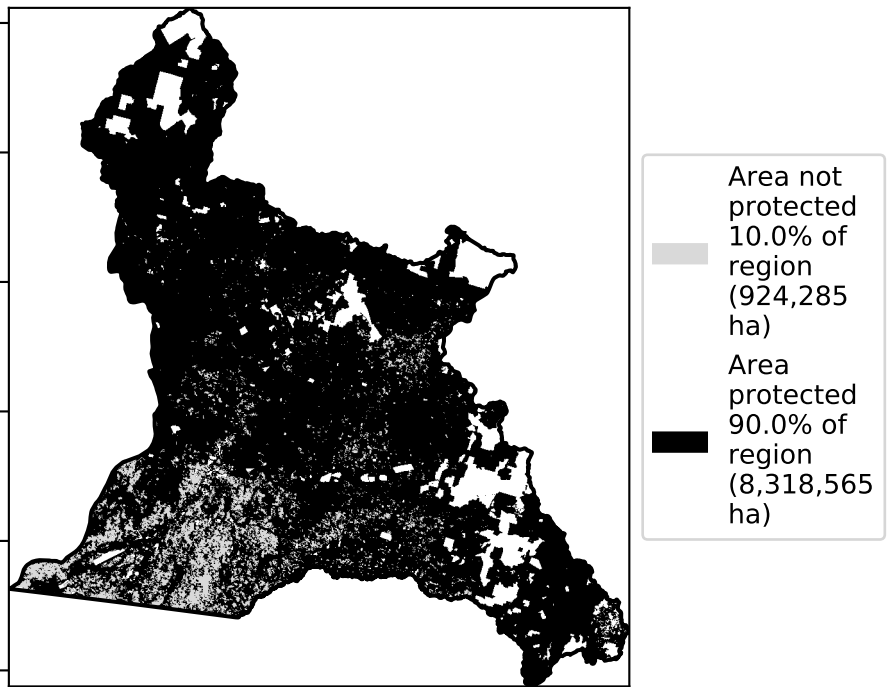 Area not
protected
10.0% of
region
(924,285
ha)
Area
protected
90.0% of
region
(8,318,565
ha)